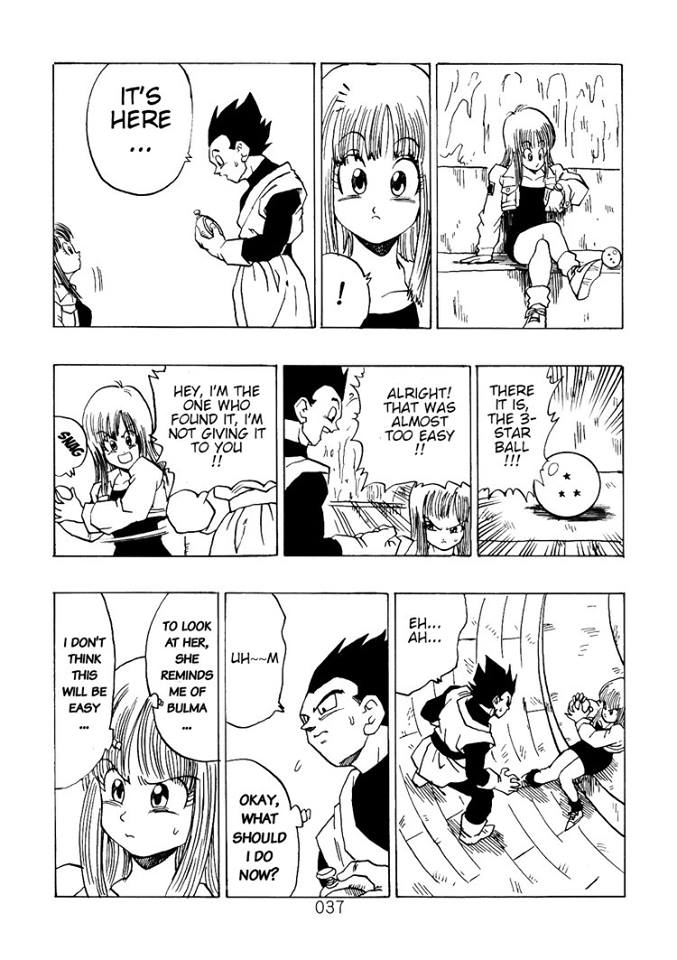 !
IT'S
HERE
...
THERE
IT IS,
THE 3-
STAR
BALL
!!!
ALRIGHT!
THAT WAS
ALMOST
TOO EASY
!!
HEY, I'M THE
ONE WHO
FOUND IT, I'M
NOT GIVING IT
TO YOU
!!
SNAG
EH...
AH...
UH~~M
OKAY,
WHAT
SHOULD
I DO
NOW?
TO LOOK
AT HER,
SHE
REMINDS
ME OF
BULMA
I DON'T
THINK
THIS
WILL BE
EASY
...
037